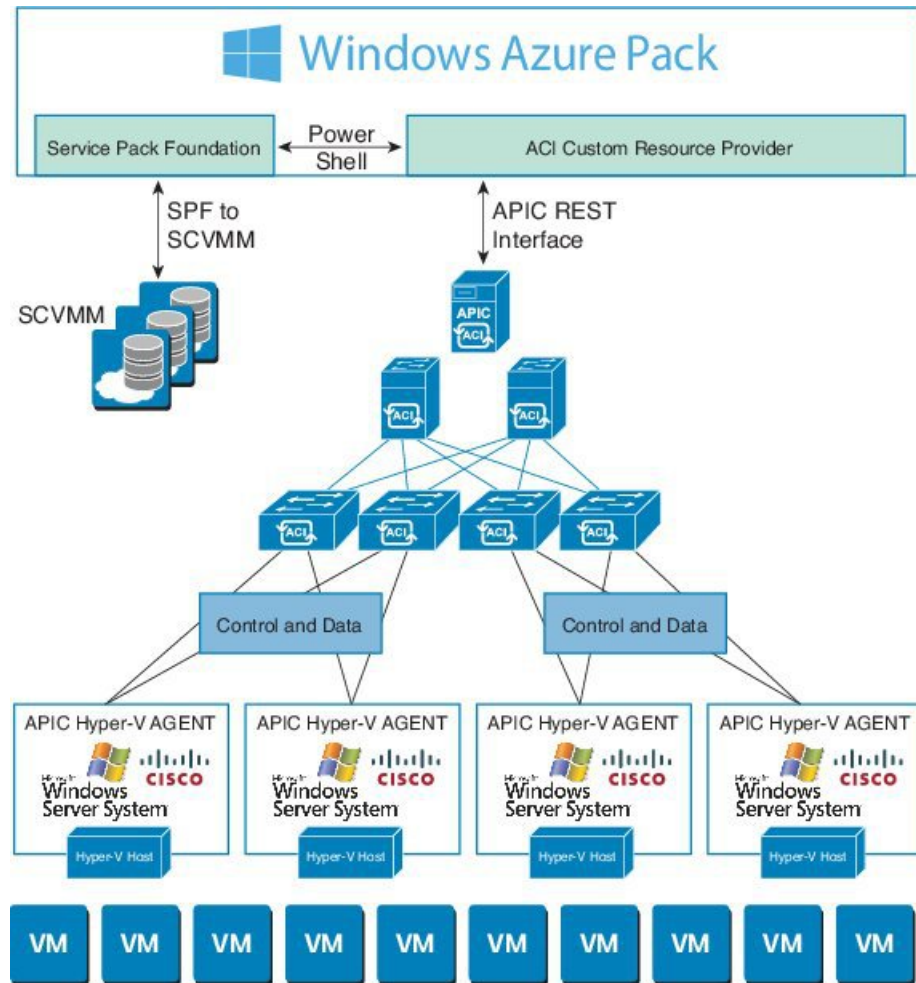 Windows Azure Pack
Service Pack Foundation
Power
Shell
ACI Custom Resource Provider
SPF to
SCVMM
APIC REST
Interface
SCVMM
APIC
ACI
ACI
ACI
ACI
ACI
ACI
ACI
Control and Data
Control and Data
APIC Hyper-V AGENT
Windows
Server System
CISCO
Hyper-V Host
APIC Hyper-V AGENT
Windows
Server System
CISCO
Hyper-V Host
APIC Hyper-V AGENT
Windows
Server System
CISCO
Hyper-V Host
APIC Hyper-V AGENT
Windows
Server System
CISCO
Hyper-V Host
VM VM VM VM VM VM VM VM VM VM